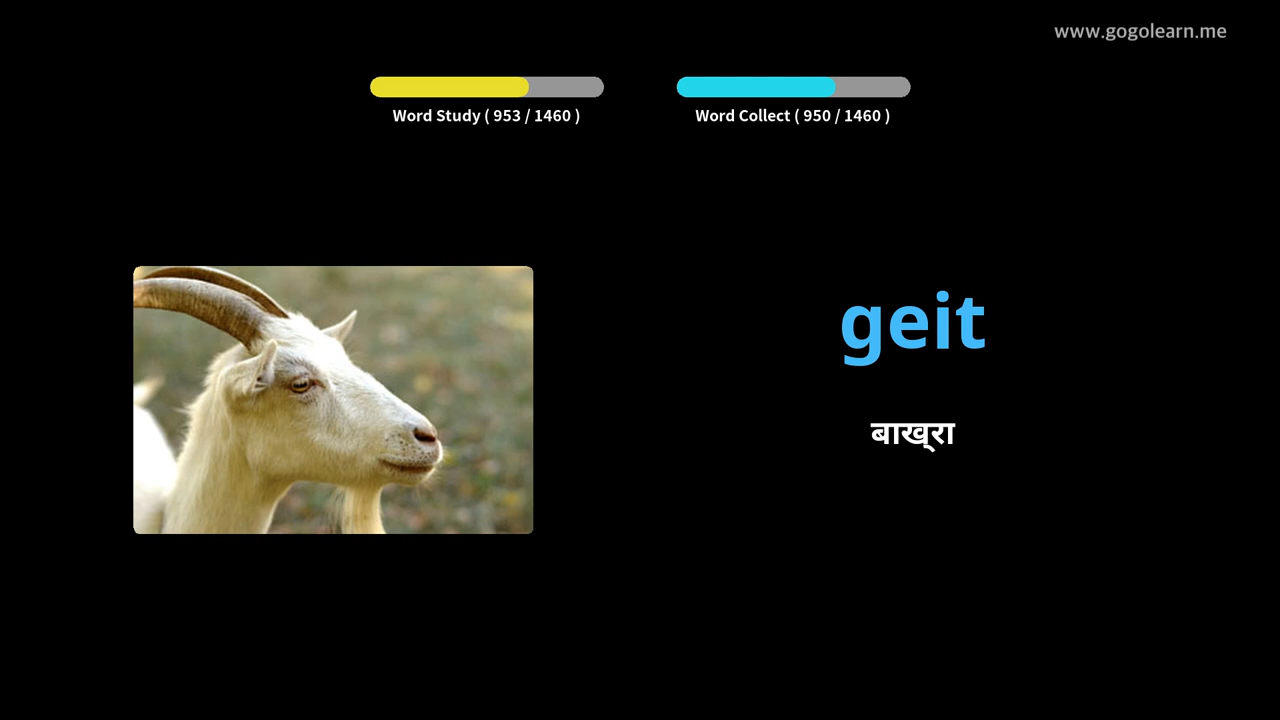 www.gogolearn.me
Word Study ( 953 / 1460 )
Word Collect ( 950 / 1460 )
geit
बाख्रा